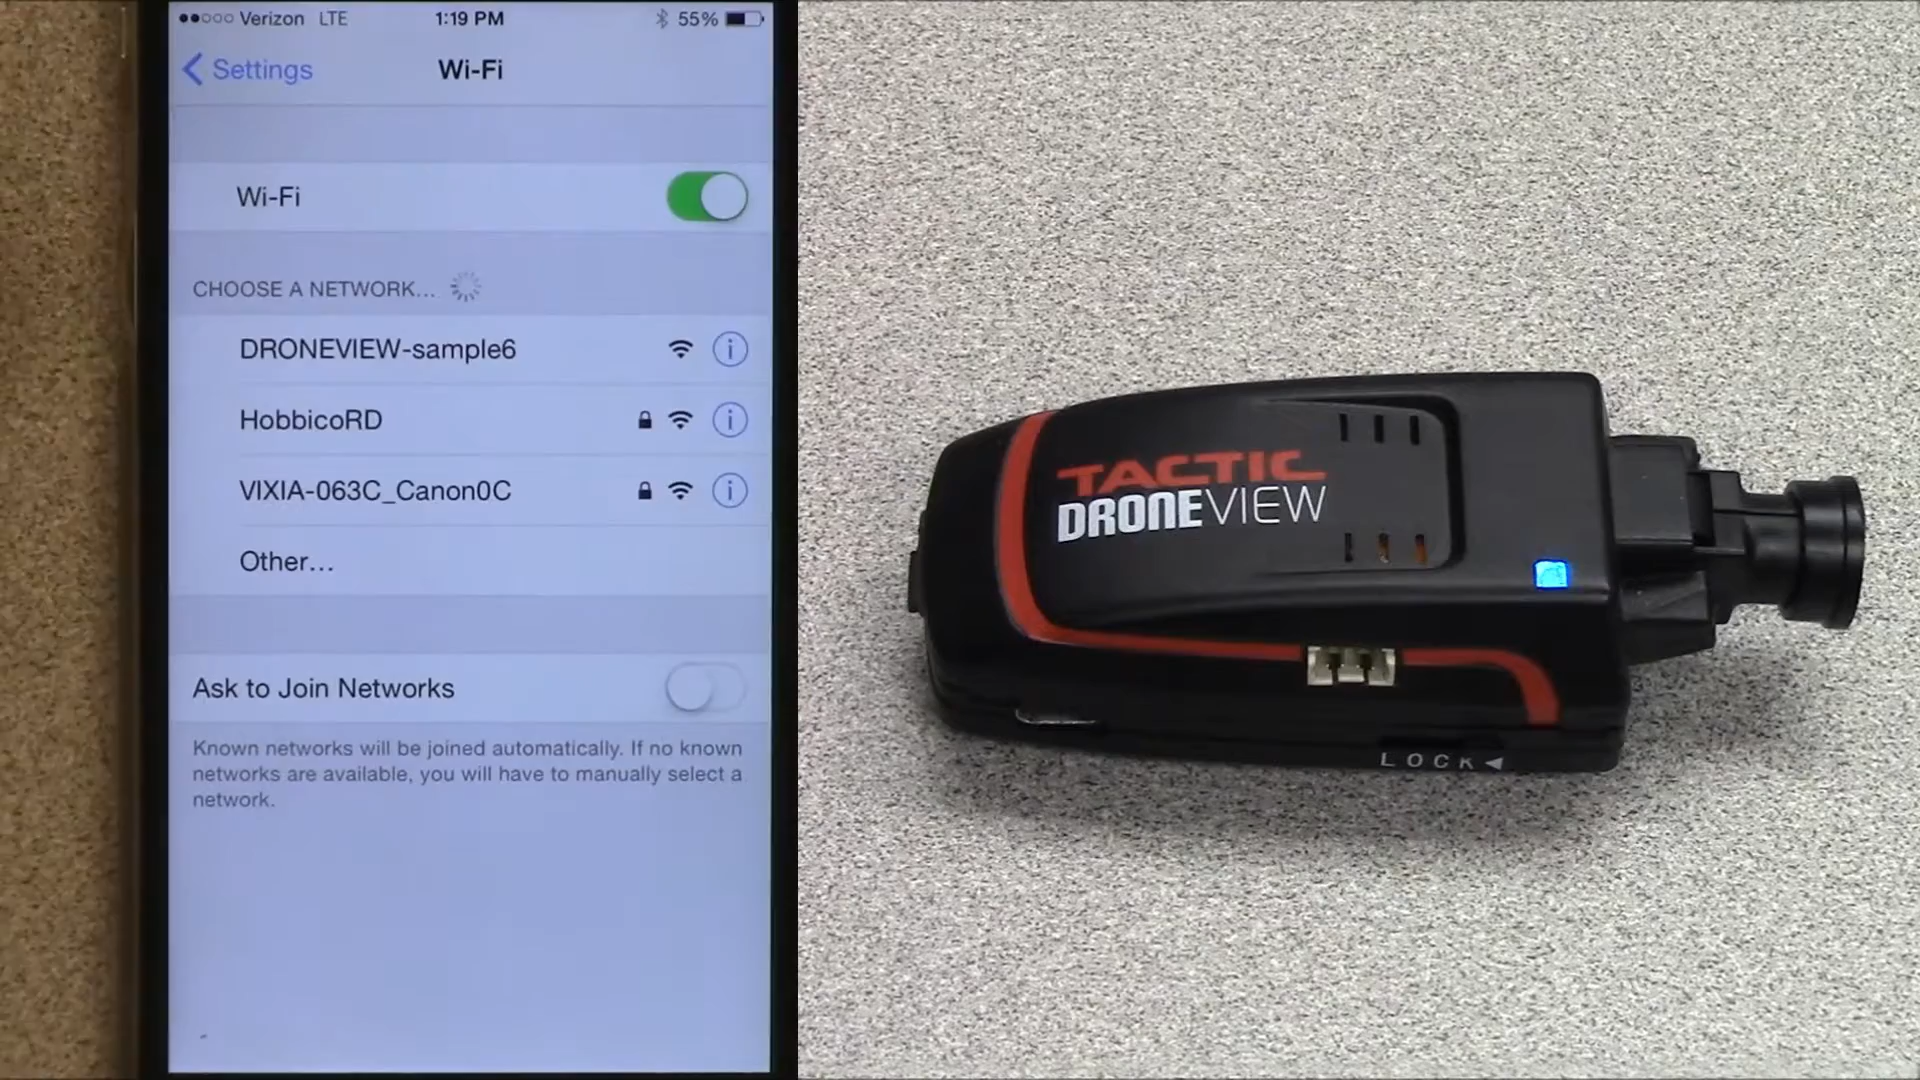 Verizon LTE 1:19 PM 55%
Settings Wi-Fi
Wi-Fi
CHOOSE A NETWORK...
DRONEVIEW-sample6
HobbicoRD
VIXIA-063C_Canon0C
Other...
Ask to Join Networks
Known networks will be joined automatically. If no known
networks are available, you will have to manually select a
network.
TACTIC
DRONEVIEW
LOCK